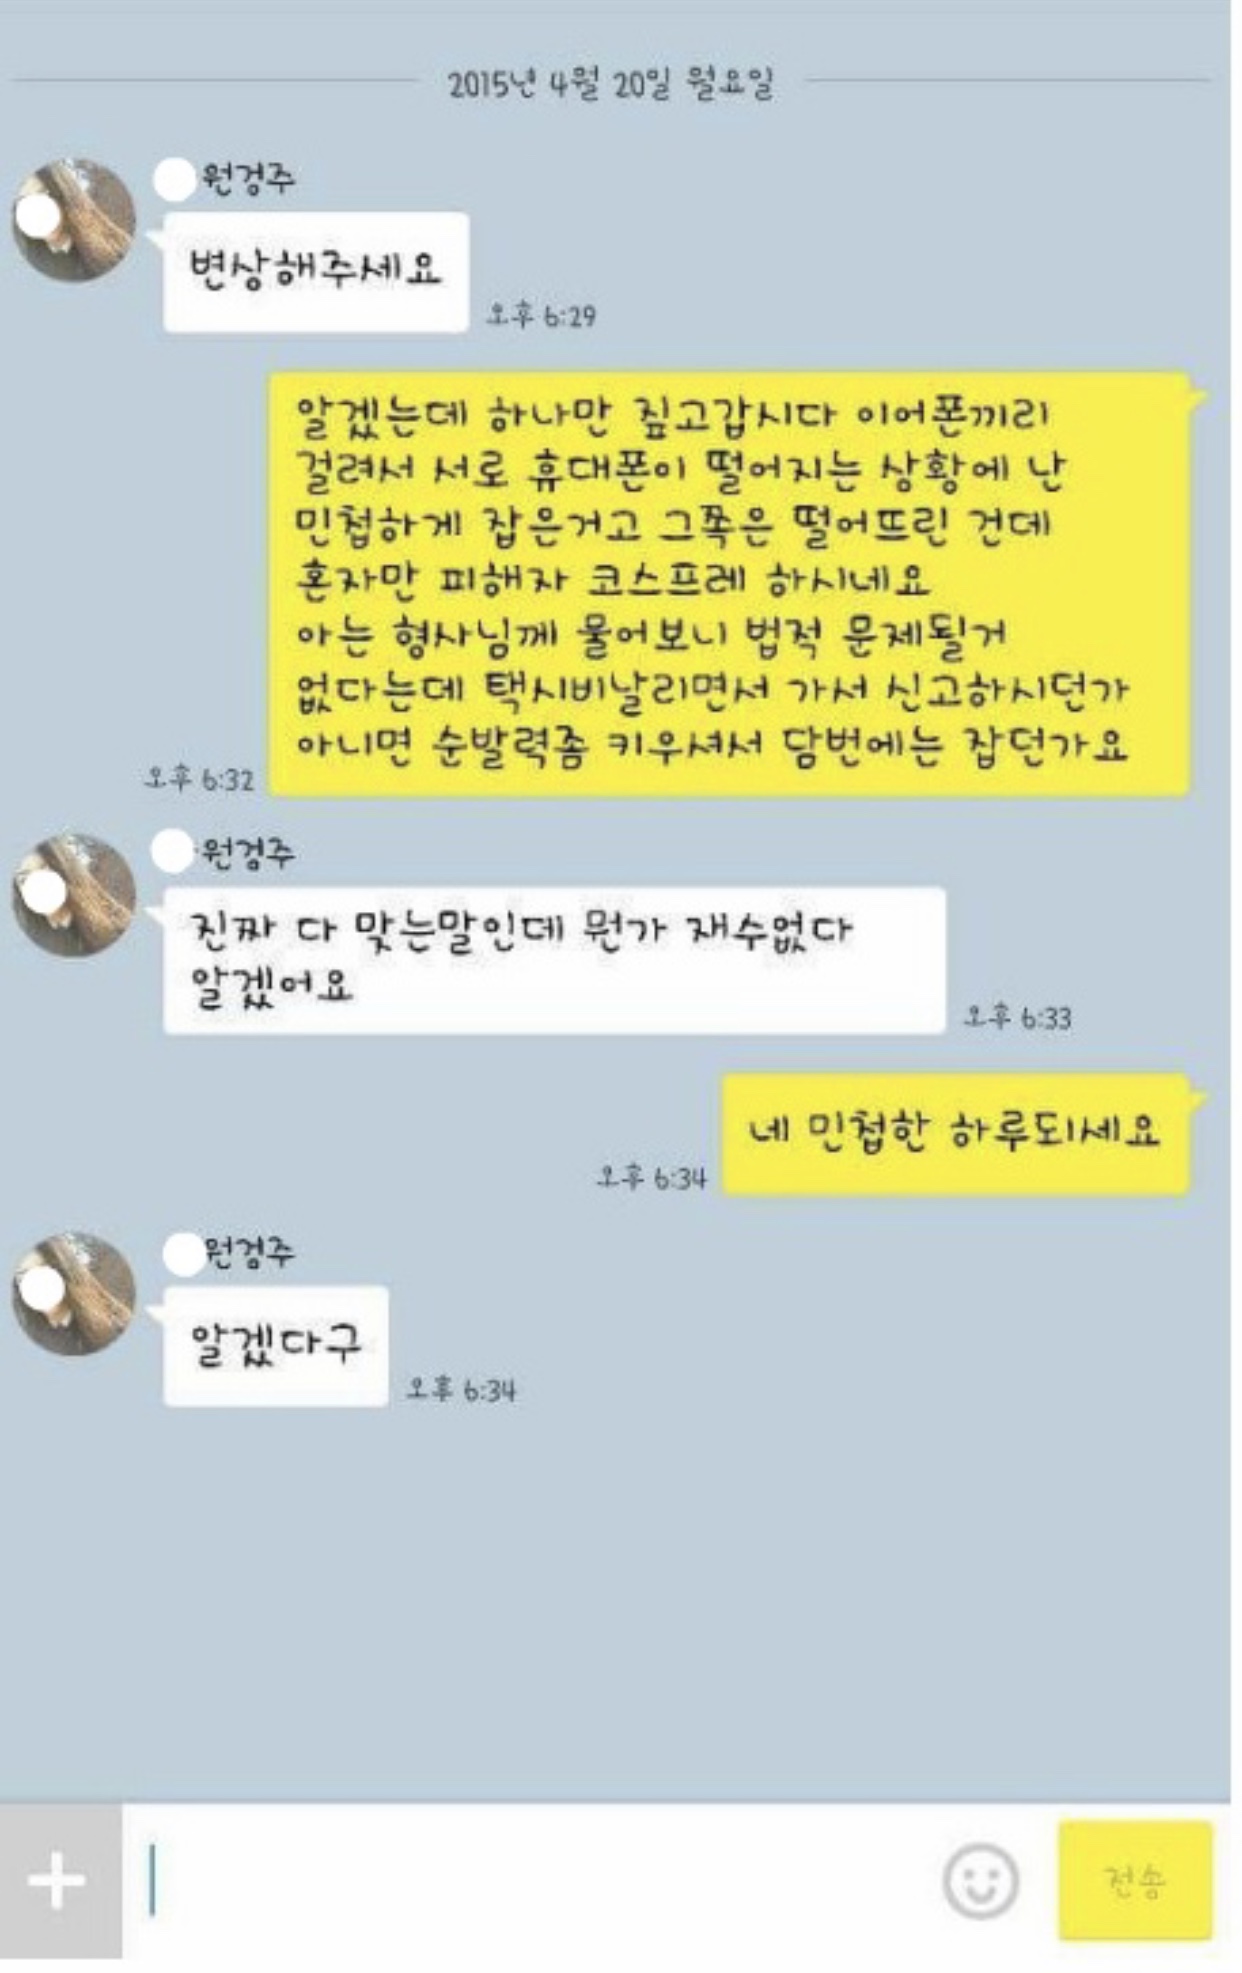 2015년 4월 20일 월요일
원경주
변상해주세요
오후 6:29
알겠는데 하나만 짚고갑시다 이어폰끼리
걸려서 서로 휴대폰이 떨어지는 상황에 난
민첩하게 잡은거고 그쪽은 떨어뜨린 건데
혼자만 피해자 코스프레 하시네요
아는 형사님께 물어보니 법적 문제될거
없다는데 택시비날리면서 가서 신고하시던가
아니면 순발력좀 키우셔서 담번에는 잡던가요
오후 6:32
원경주
진짜 다 맞는말인데 뭔가 재수없다
알겠어요
오후 6:33
네 민첩한 하루되세요
오후 6:34
원경주
알겠다구
오후 6:34
전송